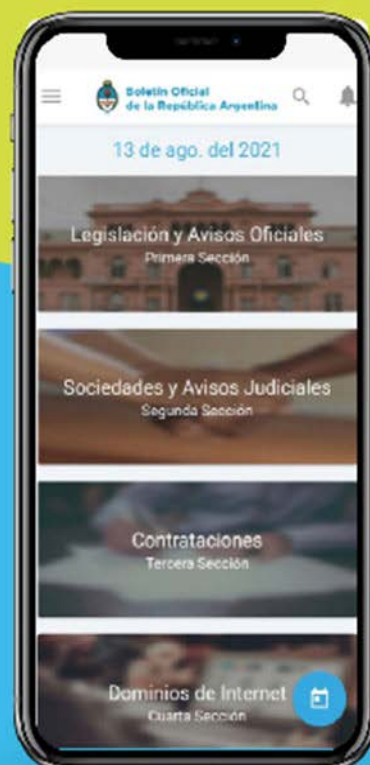 Boletín Oficial
de la República Argentina
13 de ago. del 2021
Legislación y Avisos Oficiales
Primera Sección
Sociedades y Avisos Judiciales
Segunda Sección
Contrataciones
Tercera Sección
Dominios de Internet
Cuarta Sección